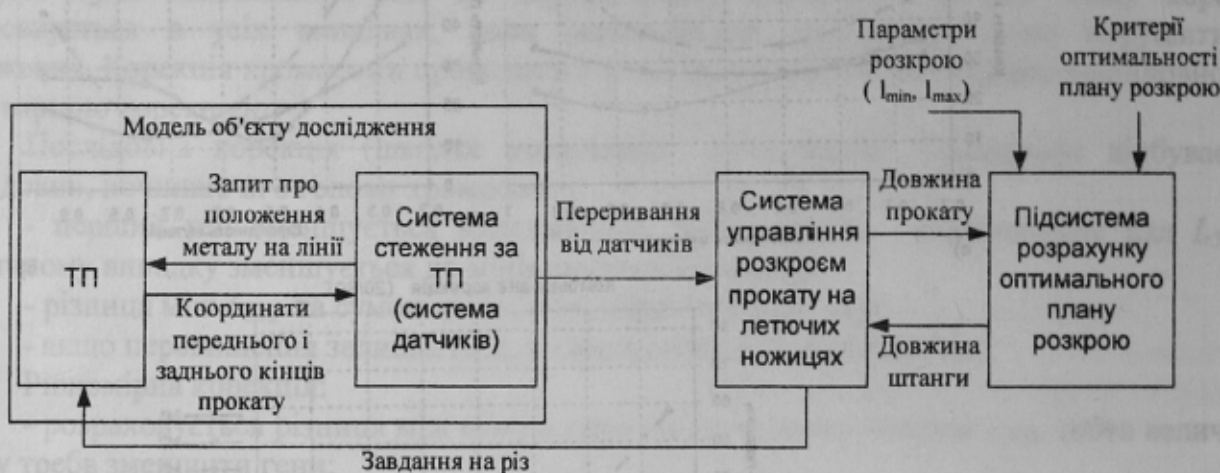 Параметри
розкрою
( l_min, l_max)
Критерії
оптимальності
плану розкрою
Модель об'єкту дослідження
ТП
Запит про
положення
металу на лінії
Координати
переднього і
заднього кінців
прокату
Система
стеження за
ТП
(система
датчиків)
Переривання
від датчиків
Система
управління
розкроєм
прокату на
летючих
ножицях
Довжина
прокату
Довжина
штанги
Підсистема
розрахунку
оптимального
плану
розкрою
Завдання на різ